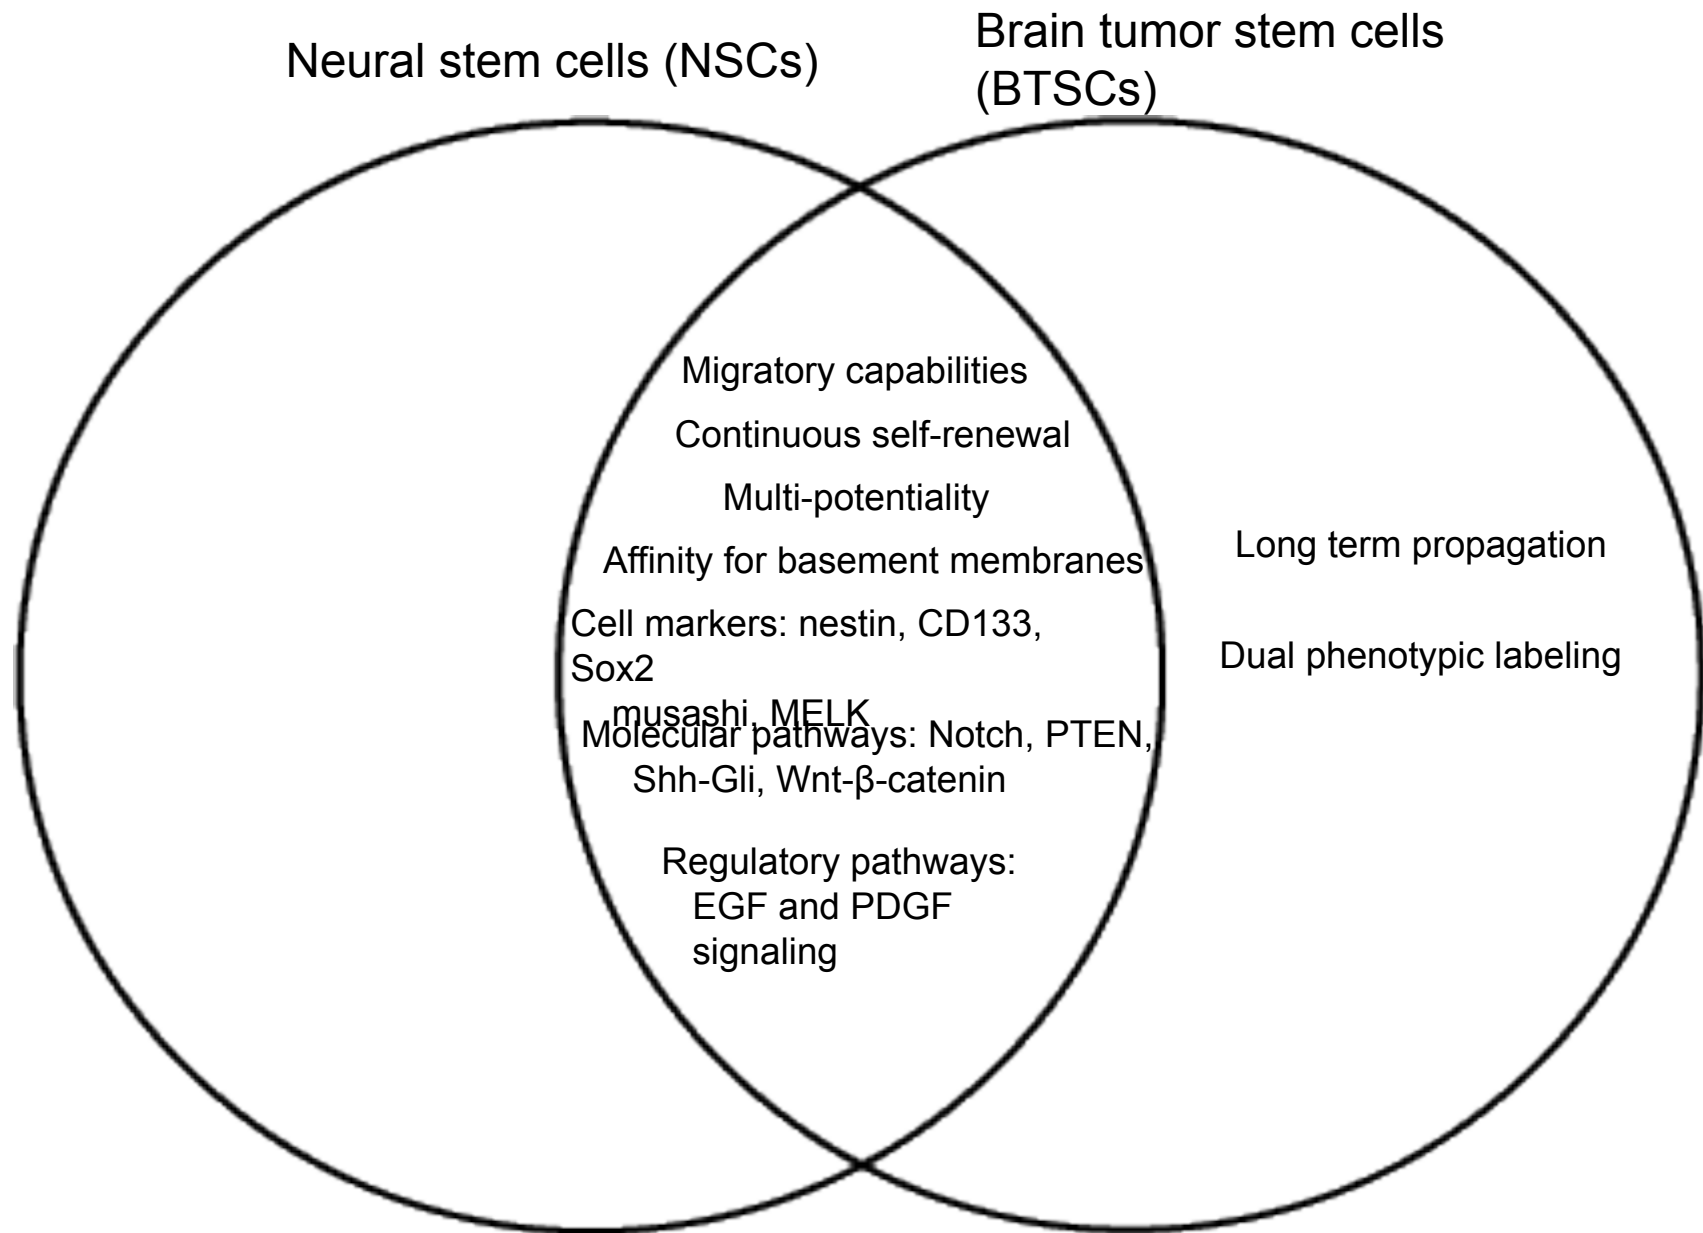 Neural stem cells (NSCs)
Brain tumor stem cells
(BTSCs)
Migratory capabilities
Continuous self-renewal
Multi-potentiality
Affinity for basement membranes
Cell markers: nestin, CD133,
Sox2
musashi, MELK
Molecular pathways: Notch, PTEN,
Shh-Gli, Wnt-β-catenin
Regulatory pathways:
EGF and PDGF
signaling
Long term propagation
Dual phenotypic labeling